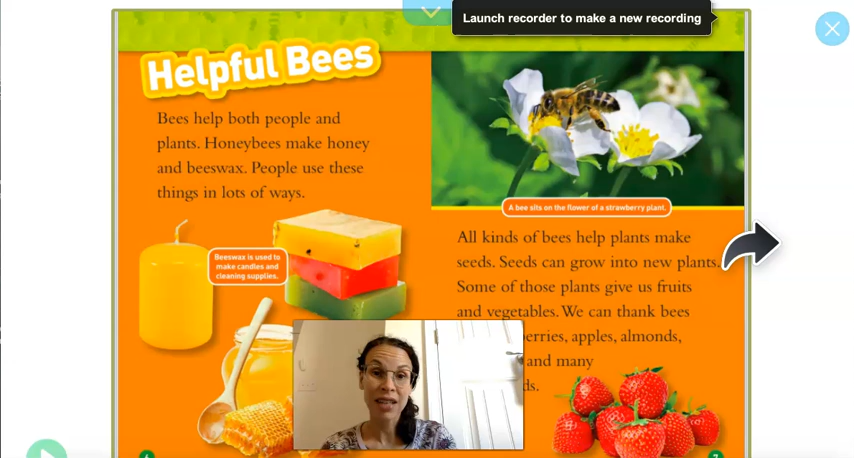 Launch recorder to make a new recording
Helpful Bees
Bees help both people and
plants. Honeybees make honey
and beeswax. People use these
things in lots of ways.
Beeswax is used to
make candles and
cleaning supplies.
A bee sits on the flower of a strawberry plant.
All kinds of bees help plants make
seeds. Seeds can grow into new plants.
Some of those plants give us fruits
and vegetables. We can thank bees
apples, almonds,
and many
6
7